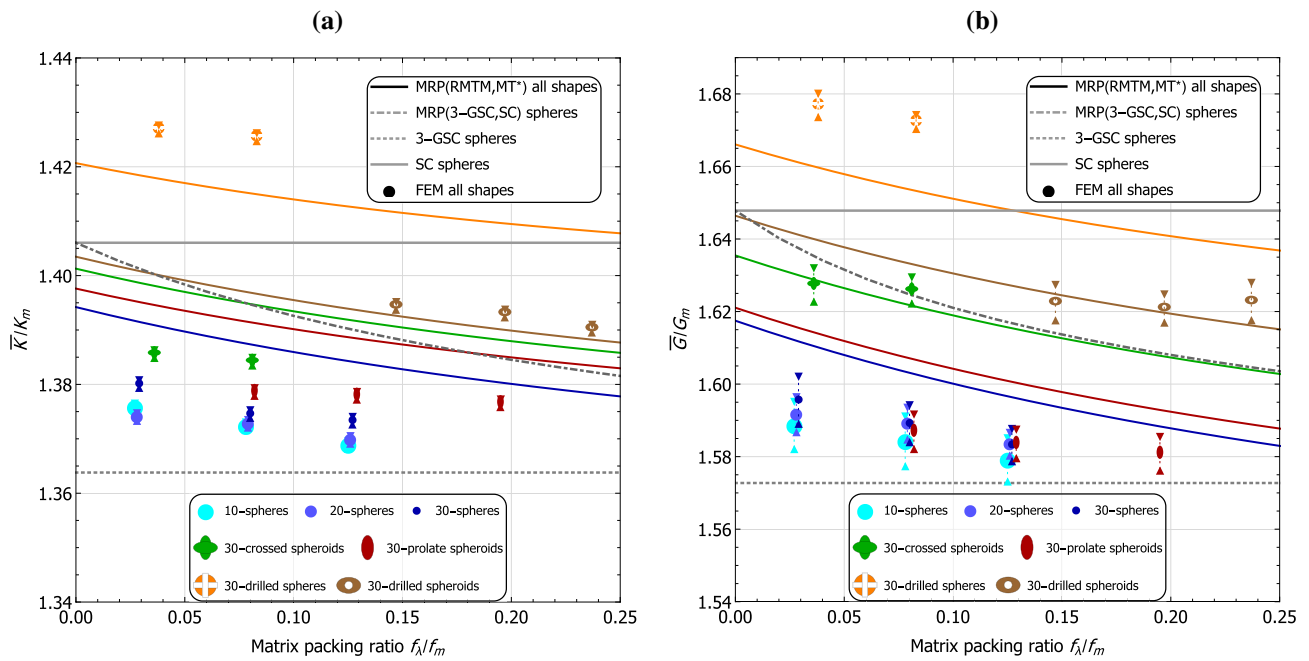 (a)
1.44
1.42
1.40
1.38
1.36
1.34
K̅/Kₘ
MRP(RMTM,MT*) all shapes
MRP(3-GSC,SC) spheres
3-GSC spheres
SC spheres
FEM all shapes
10-spheres 20-spheres 30-spheres
30-crossed spheroids 30-prolate spheroids
30-drilled spheres 30-drilled spheroids
0.00 0.05 0.10 0.15 0.20 0.25
Matrix packing ratio f_λ/fₘ
(b)
1.68
1.66
1.64
1.62
1.60
1.58
1.56
1.54
G̅/Gₘ
MRP(RMTM,MT*) all shapes
MRP(3-GSC,SC) spheres
3-GSC spheres
SC spheres
FEM all shapes
10-spheres 20-spheres 30-spheres
30-crossed spheroids 30-prolate spheroids
30-drilled spheres 30-drilled spheroids
0.00 0.05 0.10 0.15 0.20 0.25
Matrix packing ratio f_λ/fₘ